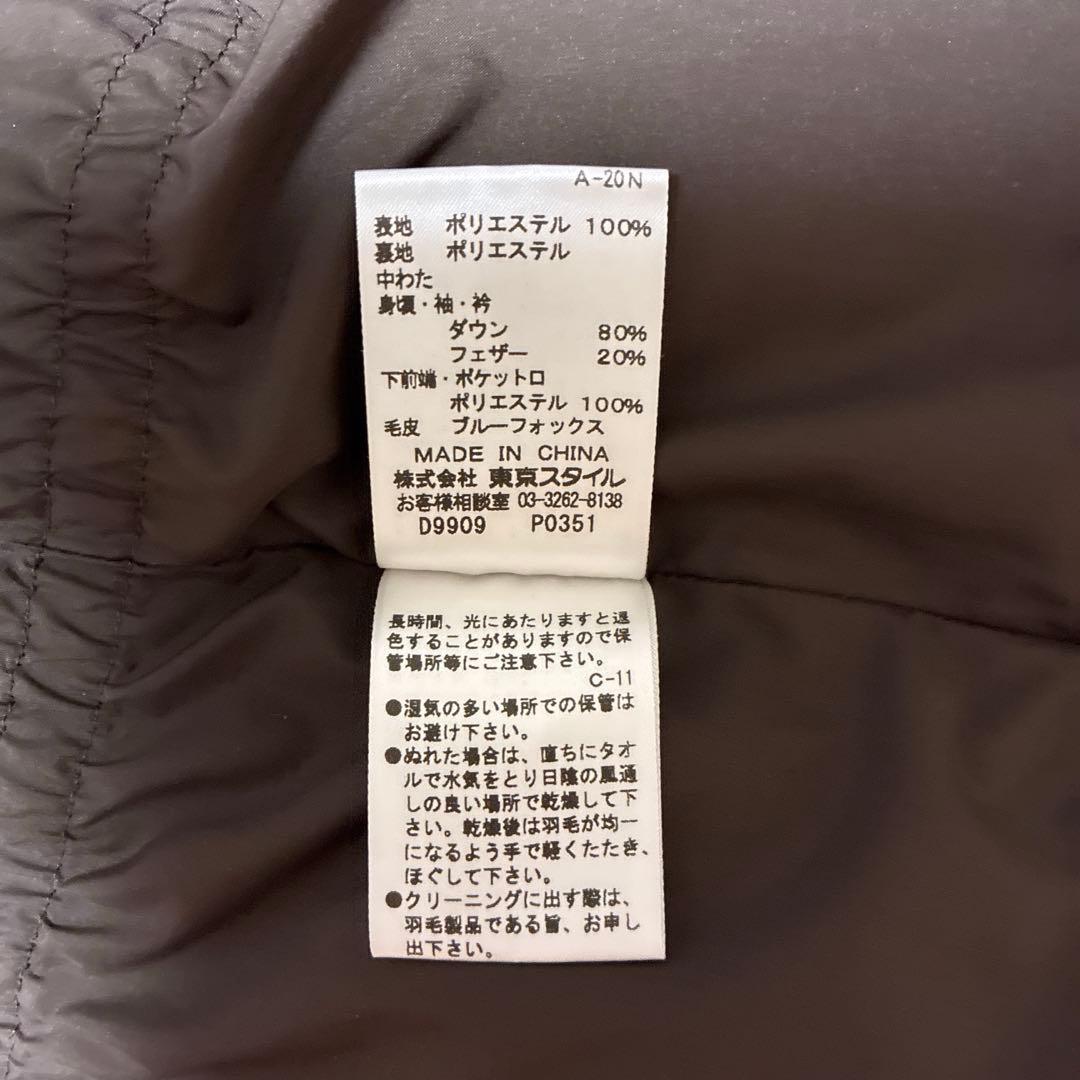 A-20N
表地 ポリエステル 100%
裏地 ポリエステル
中わた
身頃・袖・衿
ダウン 80%
フェザー 20%
下前端・ポケット口
ポリエステル 100%
毛皮 ブルーフォックス
MADE IN CHINA
株式会社 東京スタイル
お客様相談室 03-3262-8138
D9909 P0351
長時間、光にあたりますと退
色することがありますので保
管場所等にご注意下さい。
C-11
●湿気の多い場所での保管は
お避け下さい。
●ぬれた場合は、直ちにタオ
ルで水気をとり日陰の風通
しの良い場所で乾燥して下
さい。乾燥後は羽毛が均一
になるよう手で軽くたたき、
ほぐして下さい。
●クリーニングに出す際は、
羽毛製品である旨、お申し
出下さい。